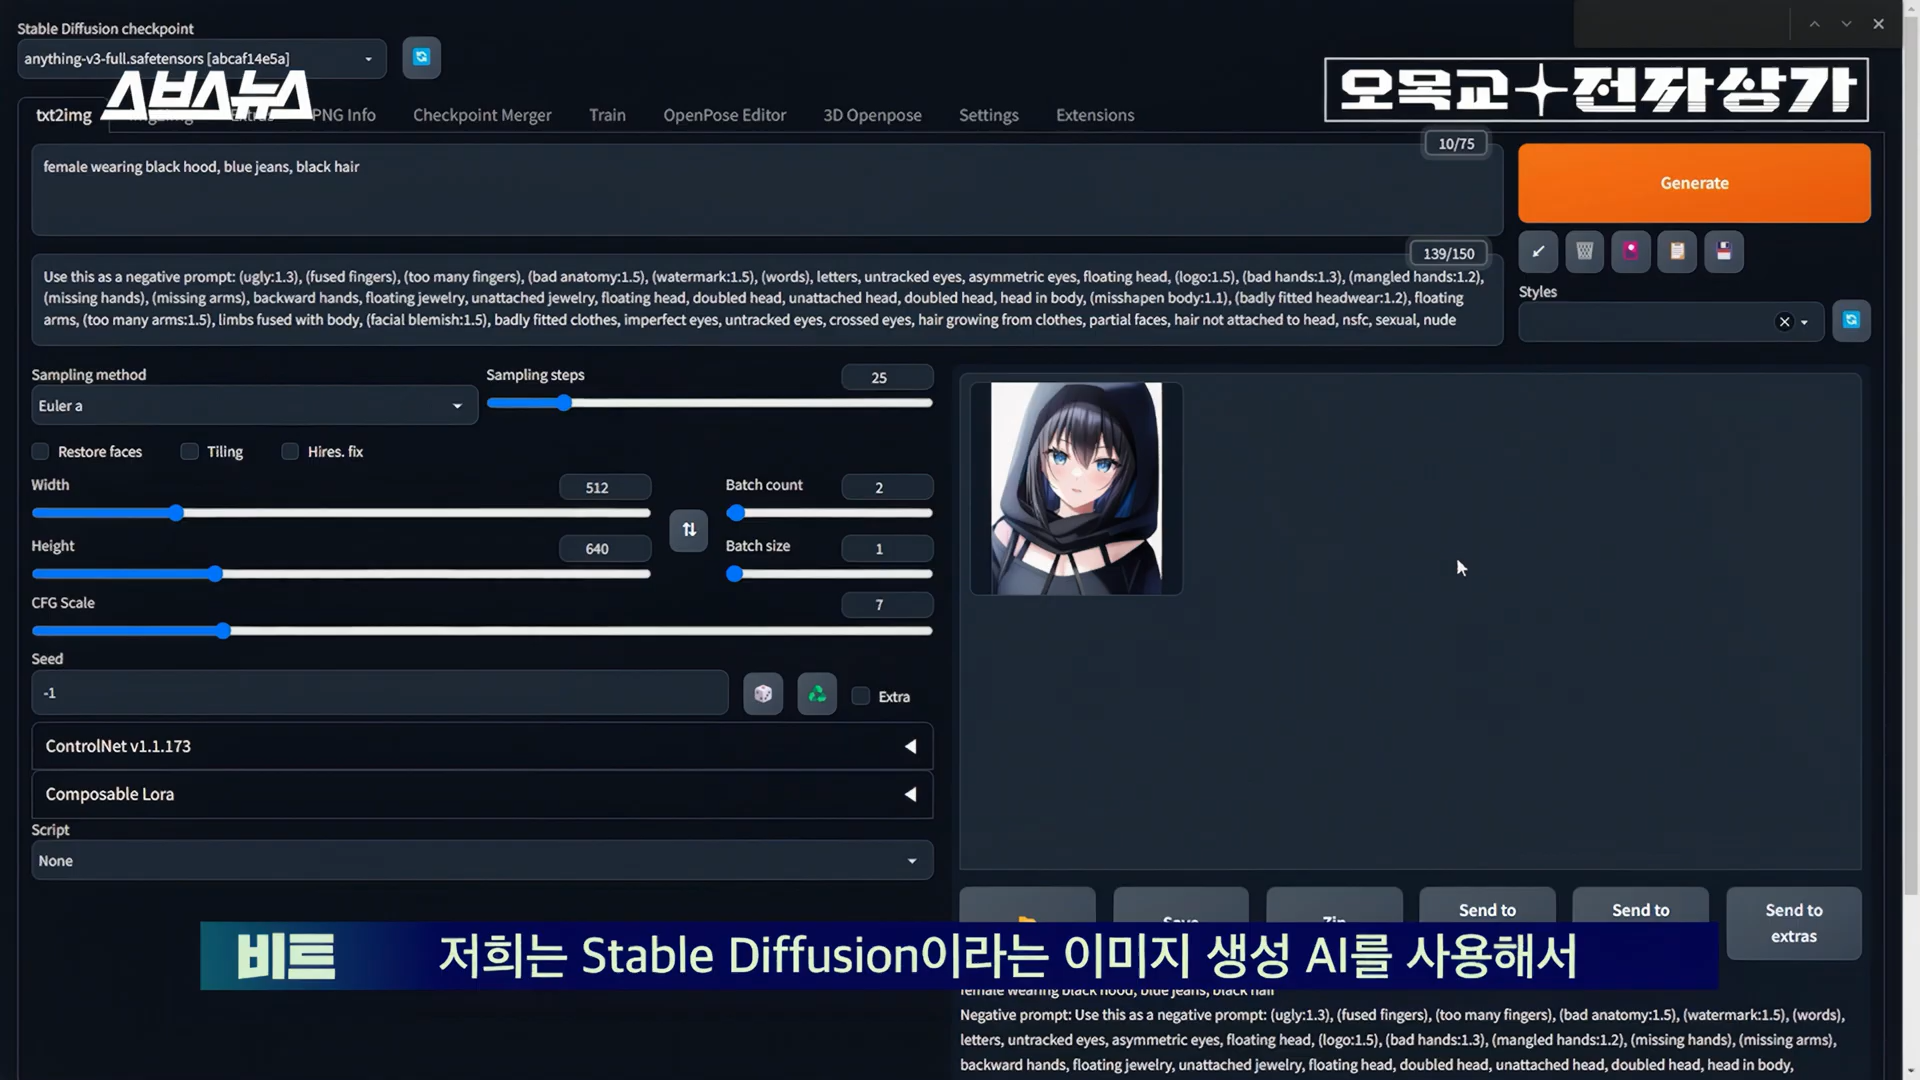 Stable Diffusion checkpoint
anything-v3-full.safetensors [abcaf14e5a]
스브스뉴스
오목교 전자상가
txt2img
PNG Info
Checkpoint Merger
Train
OpenPose Editor
3D Openpose
Settings
Extensions
10/75
female wearing black hood, blue jeans, black hair
Generate
139/150
Use this as a negative prompt: (ugly:1.3), (fused fingers), (too many fingers), (bad anatomy:1.5), (watermark:1.5), (words), letters, untracked eyes, asymmetric eyes, floating head, (logo:1.5), (bad hands:1.3), (mangled hands:1.2),
(missing hands), (missing arms), backward hands, floating jewelry, unattached jewelry, floating head, doubled head, unattached head, doubled head, head in body, (misshapen body:1.1), (badly fitted headwear:1.2), floating
arms, (too many arms:1.5), limbs fused with body, (facial blemish:1.5), badly fitted clothes, imperfect eyes, untracked eyes, crossed eyes, hair growing from clothes, partial faces, hair not attached to head, nsfc, sexual, nude
Styles
Sampling method
Euler a
Sampling steps
25
Restore faces
Tiling
Hires. fix
Width
512
Batch count
2
Height
640
Batch size
1
CFG Scale
7
Seed
-1
Extra
ControlNet v1.1.173
Composable Lora
Script
None
Save
Zip
Send to
Send to
Send to
extras
비트
저희는 Stable Diffusion이라는 이미지 생성 AI를 사용해서
female wearing black hood, blue jeans, black hair
Negative prompt: Use this as a negative prompt: (ugly:1.3), (fused fingers), (too many fingers), (bad anatomy:1.5), (watermark:1.5), (words),
letters, untracked eyes, asymmetric eyes, floating head, (logo:1.5), (bad hands:1.3), (mangled hands:1.2), (missing hands), (missing arms),
backward hands, floating jewelry, unattached jewelry, floating head, doubled head, unattached head, doubled head, head in body,